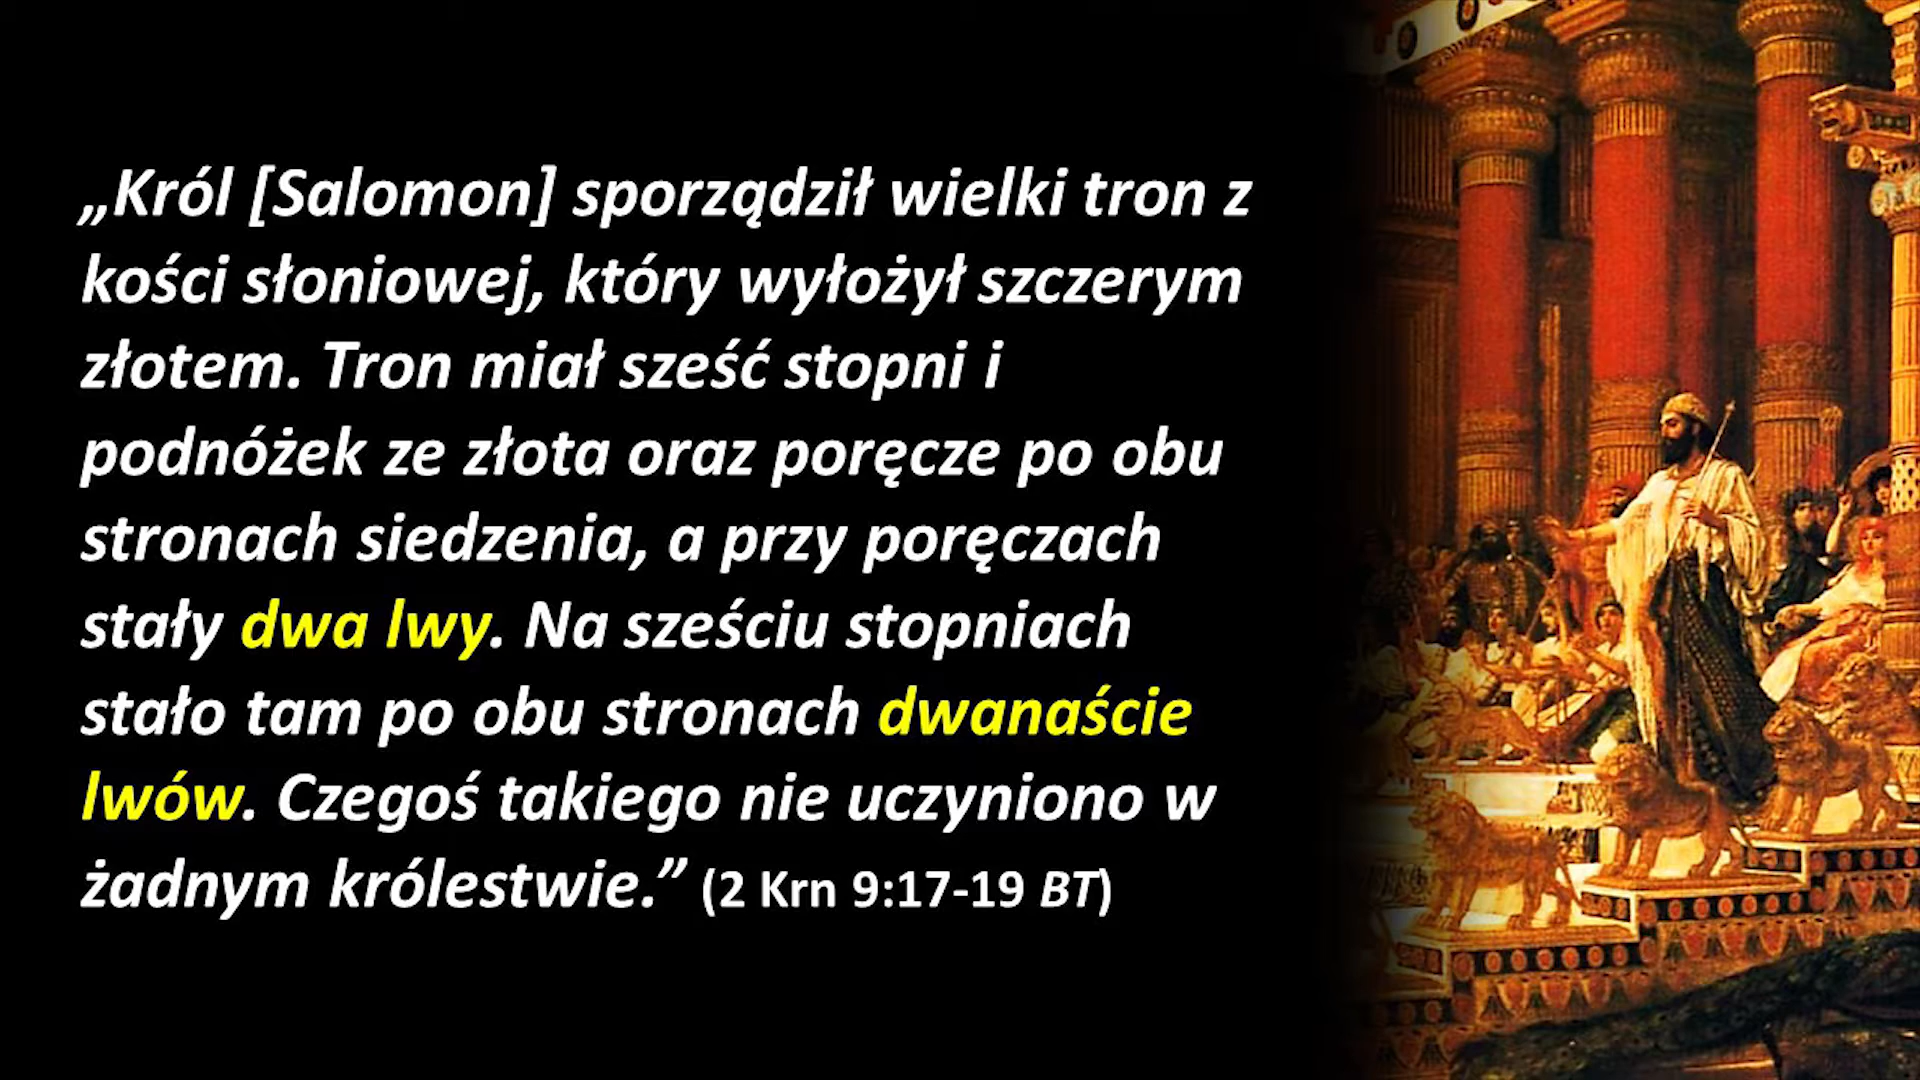 „Król [Salomon] sporządził wielki tron z
kości słoniowej, który wyłożył szczerym
złotem. Tron miał sześć stopni i
podnóżek ze złota oraz poręcze po obu
stronach siedzenia, a przy poręczach
stały dwa lwy. Na sześciu stopniach
stało tam po obu stronach dwanaście
lwów. Czegoś takiego nie uczyniono w
żadnym królestwie.” (2 Krn 9:17-19 BT)